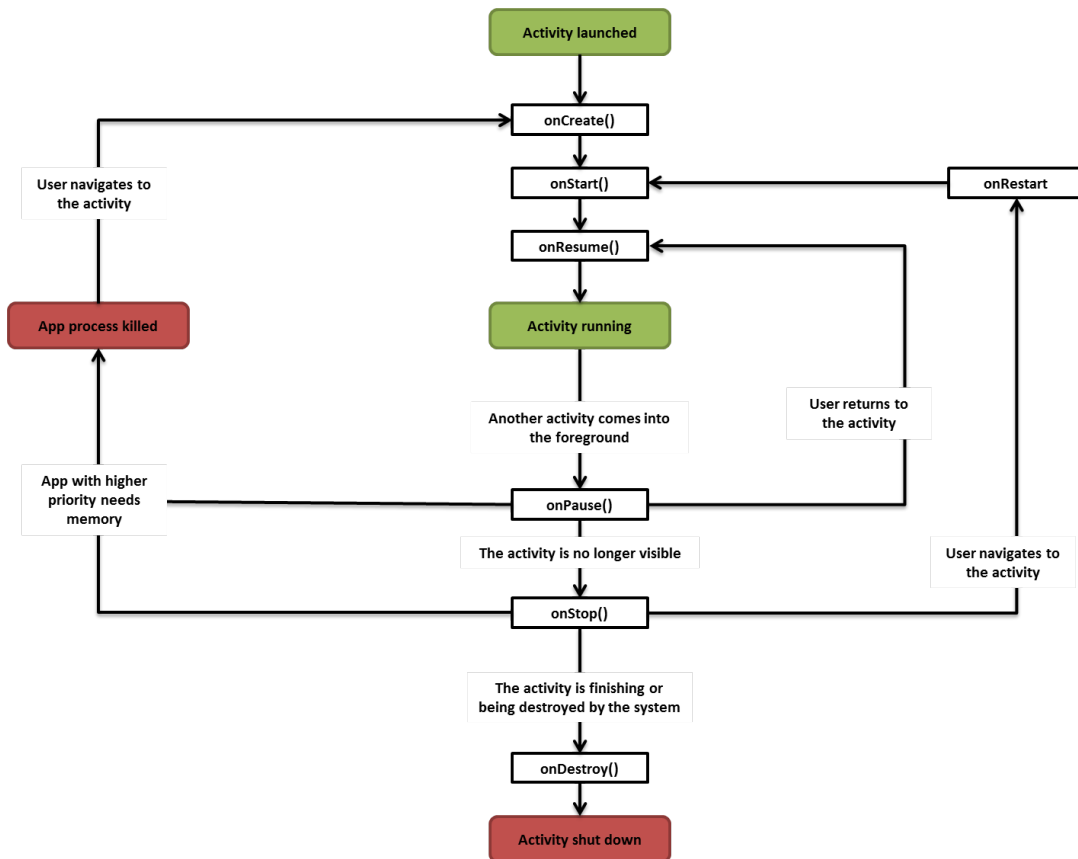 Activity launched
onCreate()
User navigates to
the activity
onStart()
onRestart
onResume()
App process killed
Activity running
Another activity comes into
the foreground
User returns to
the activity
App with higher
priority needs
memory
onPause()
The activity is no longer visible
User navigates to
the activity
onStop()
The activity is finishing or
being destroyed by the system
onDestroy()
Activity shut down